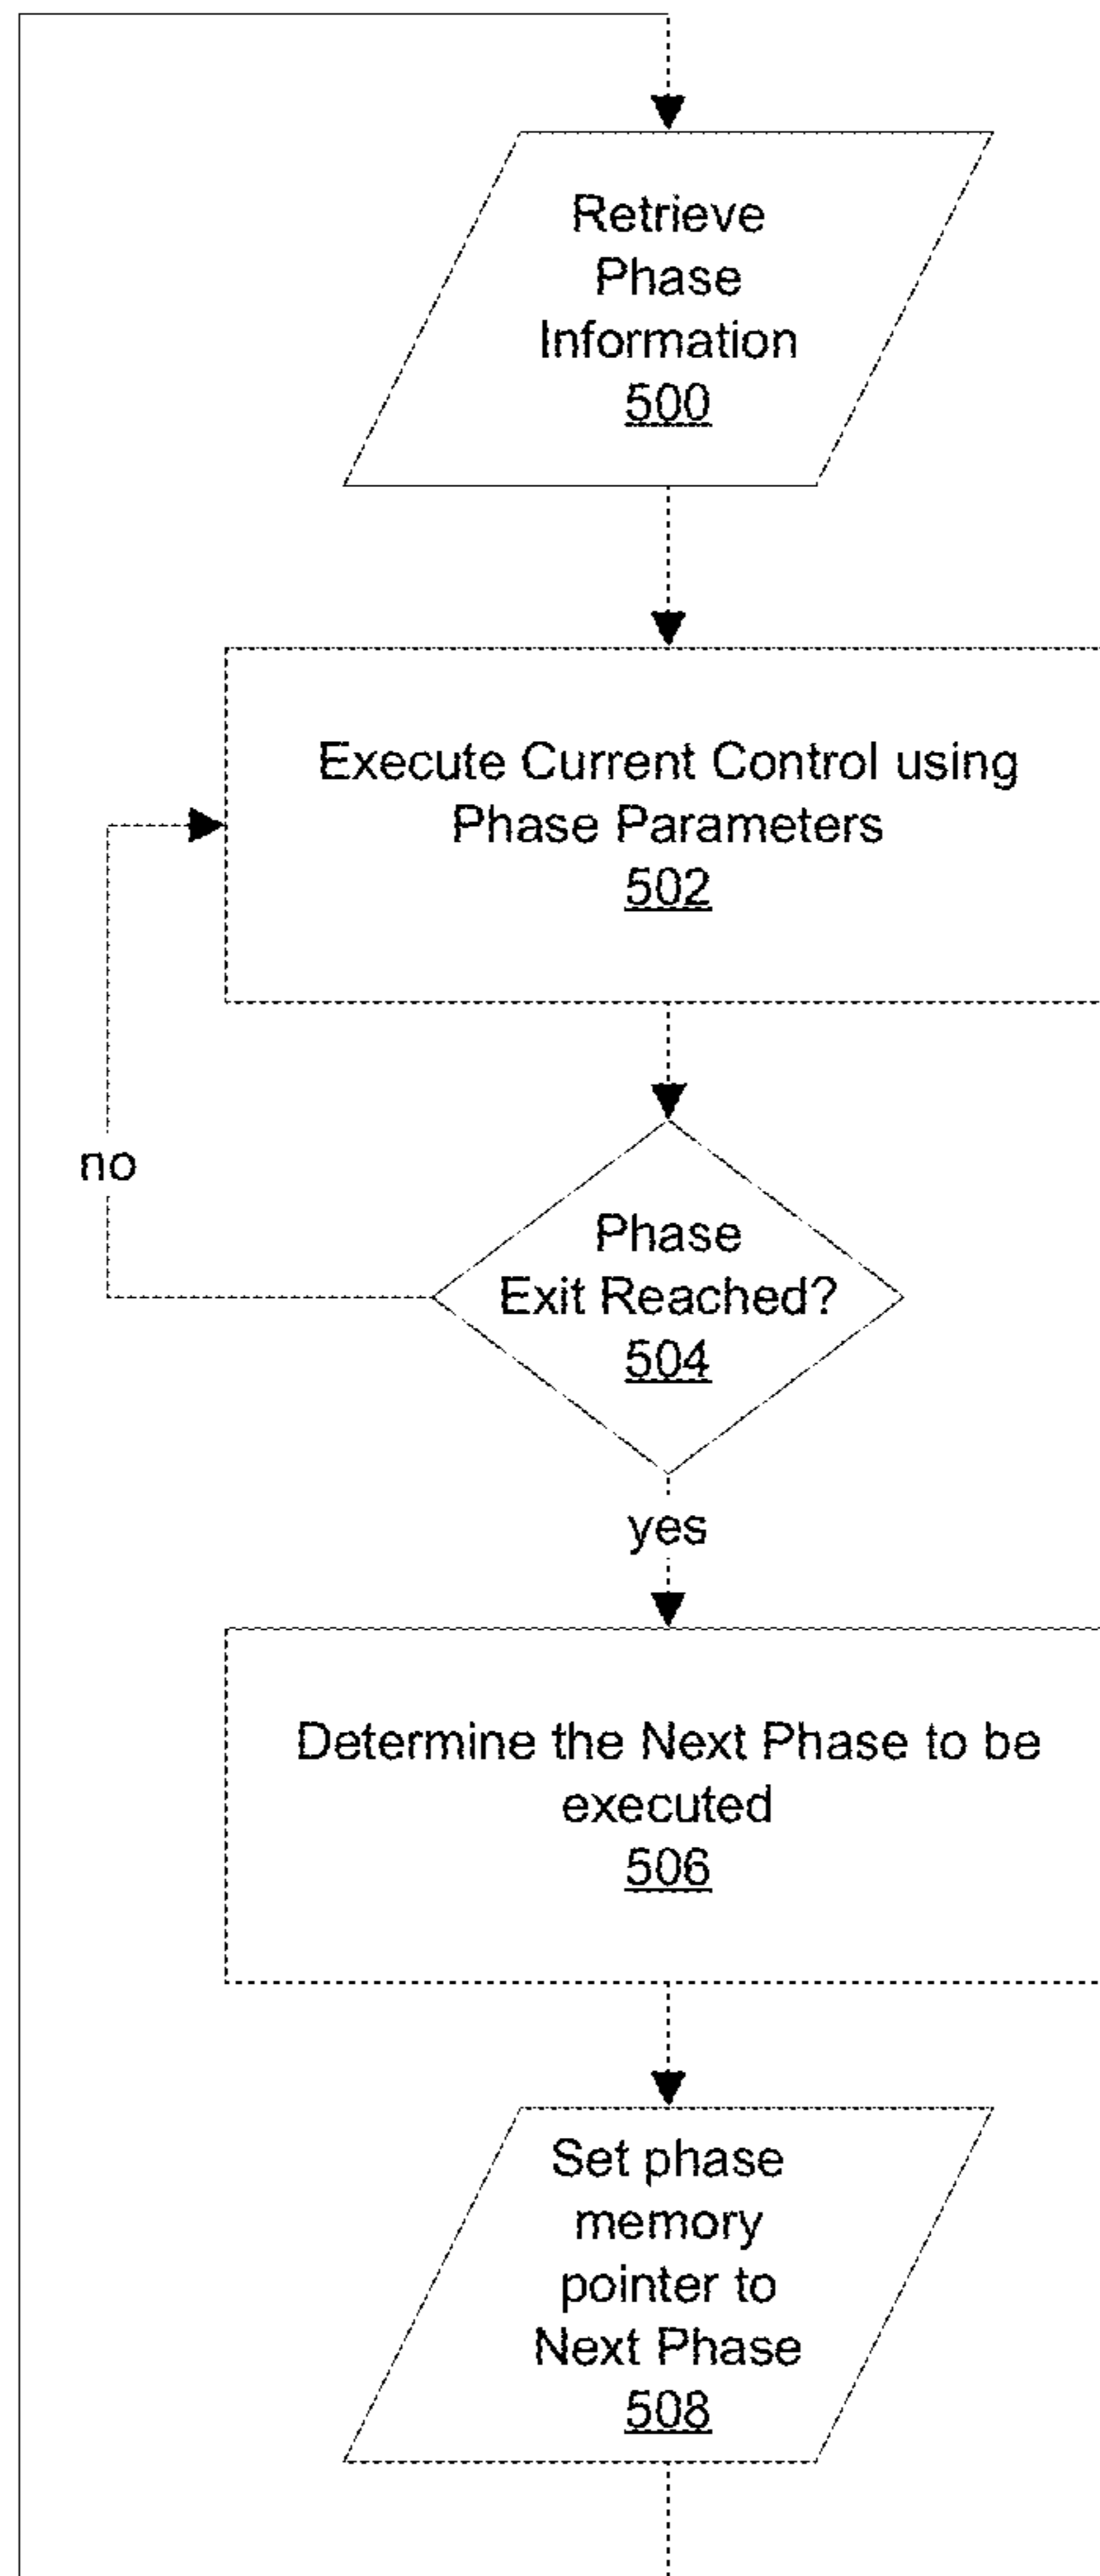 Retrieve
Phase
Information
500
Execute Current Control using
Phase Parameters
502
no
Phase
Exit Reached?
504
yes
Determine the Next Phase to be
executed
506
Set phase
memory
pointer to
Next Phase
508